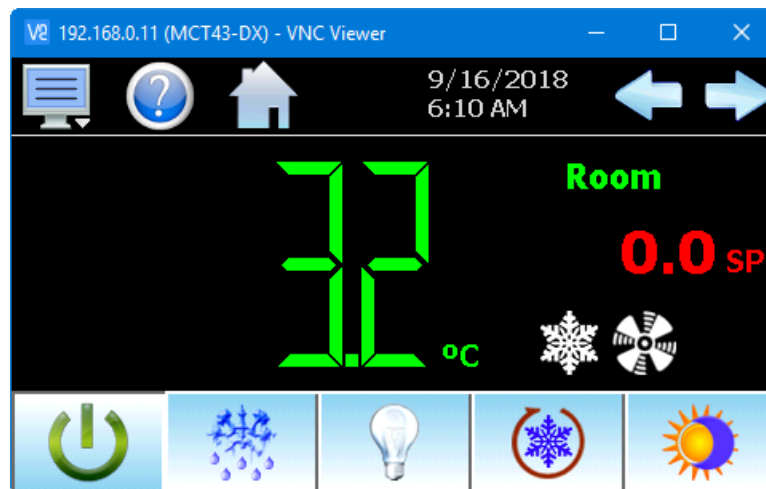 V2 192.168.0.11 (MCT43-DX) - VNC Viewer
?
9/16/2018
6:10 AM
Room
3.2 ºC
0.0 SP